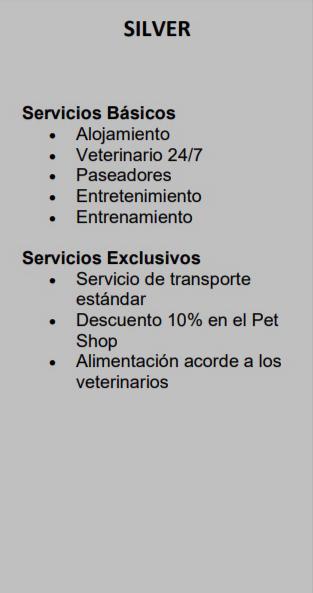 SILVER
Servicios Básicos
• Alojamiento
• Veterinario 24/7
• Paseadores
• Entretenimiento
• Entrenamiento
Servicios Exclusivos
• Servicio de transporte
estándar
• Descuento 10% en el Pet
Shop
• Alimentación acorde a los
veterinarios